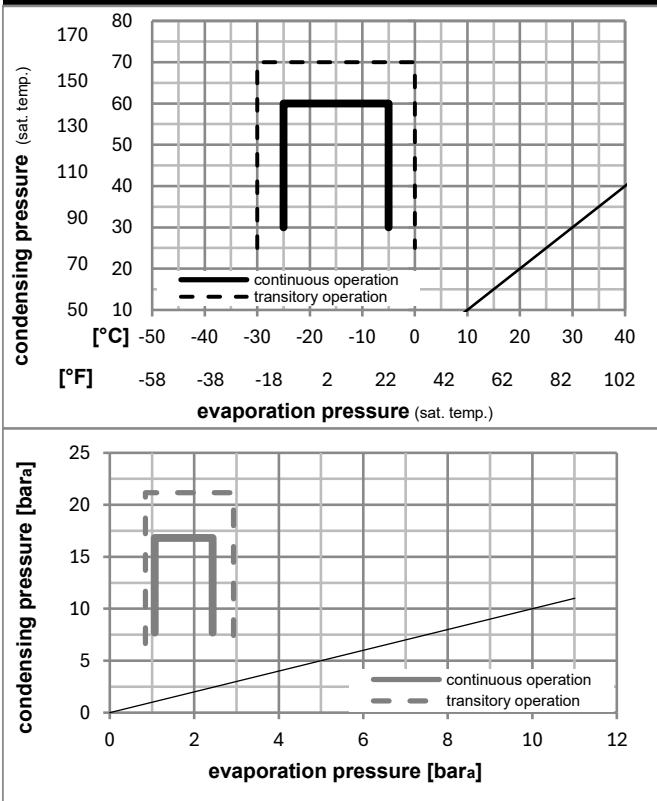 condensing pressure (sat. temp.)
170 80
150 70
60
130 50
110 40
90 30
70 20
50 10
continuous operation
transitory operation
[°C] -50 -40 -30 -20 -10 0 10 20 30 40
[°F] -58 -38 -18 2 22 42 62 82 102
evaporation pressure (sat. temp.)
condensing pressure [bara]
25
20
15
10
5
0
continuous operation
transitory operation
0 2 4 6 8 10 12
evaporation pressure [bara]